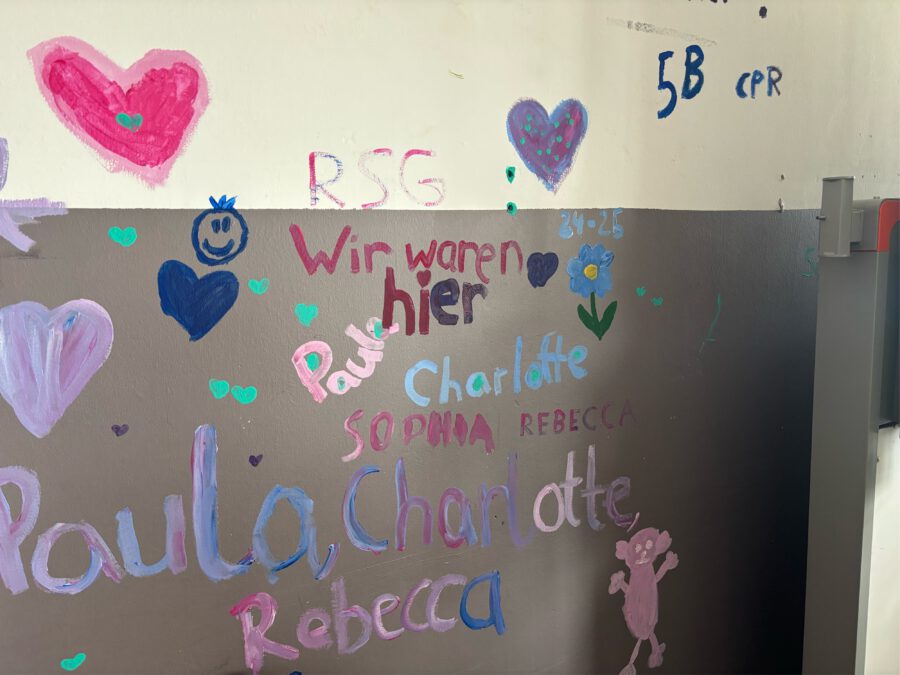 5B CPR
RSG
24-25
Wir waren
hier
Paula
Charlotte
SOPHIA REBECCA
Paula, Charlotte,
Rebecca